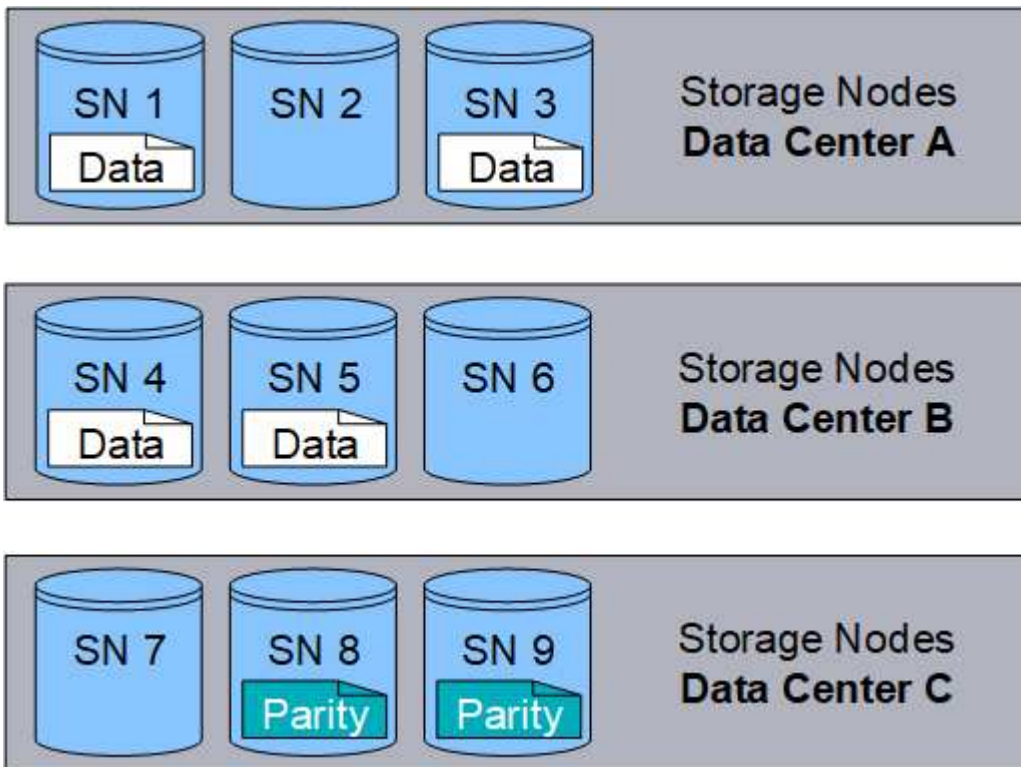 SN 1
SN 2
SN 3
Data
Data
Storage Nodes
Data Center A
SN 4
SN 5
SN 6
Data
Data
Storage Nodes
Data Center B
SN 7
SN 8
SN 9
Parity
Parity
Storage Nodes
Data Center C